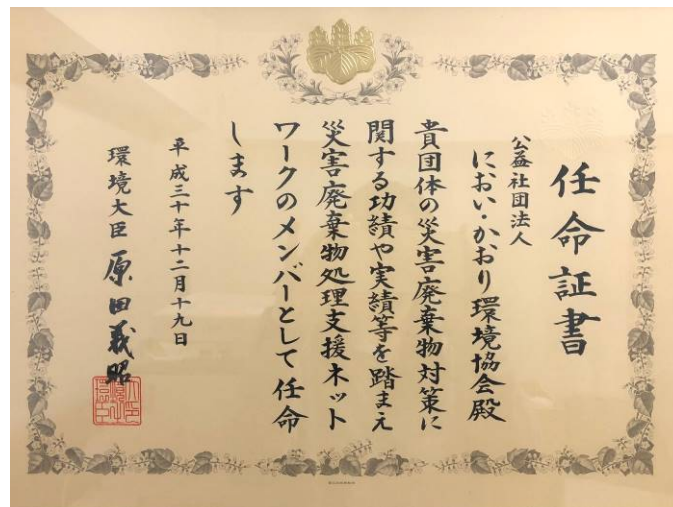 任命証書
公益社団法人
におい・かおり環境協会殿
貴団体の災害廃棄物対策に
関する功績や実績等を踏まえ
災害廃棄物処理支援ネット
ワークのメンバーとして任命
します
平成三十年十二月十九日
環境大臣 原田義昭